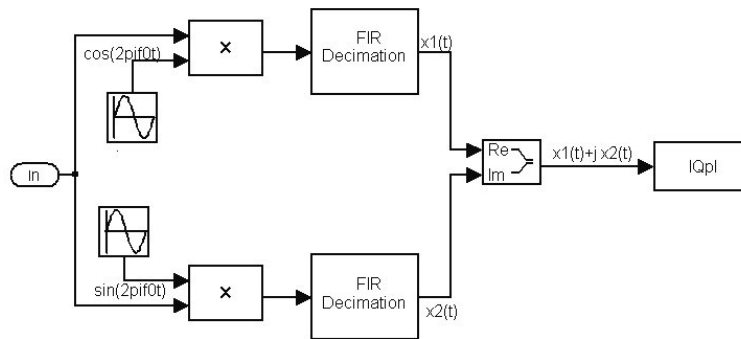 cos(2pif0t)
×
FIR
Decimation
x1(t)
in
Re
Im
x1(t)+j x2(t)
IQpl
sin(2pif0t)
×
FIR
Decimation
x2(t)